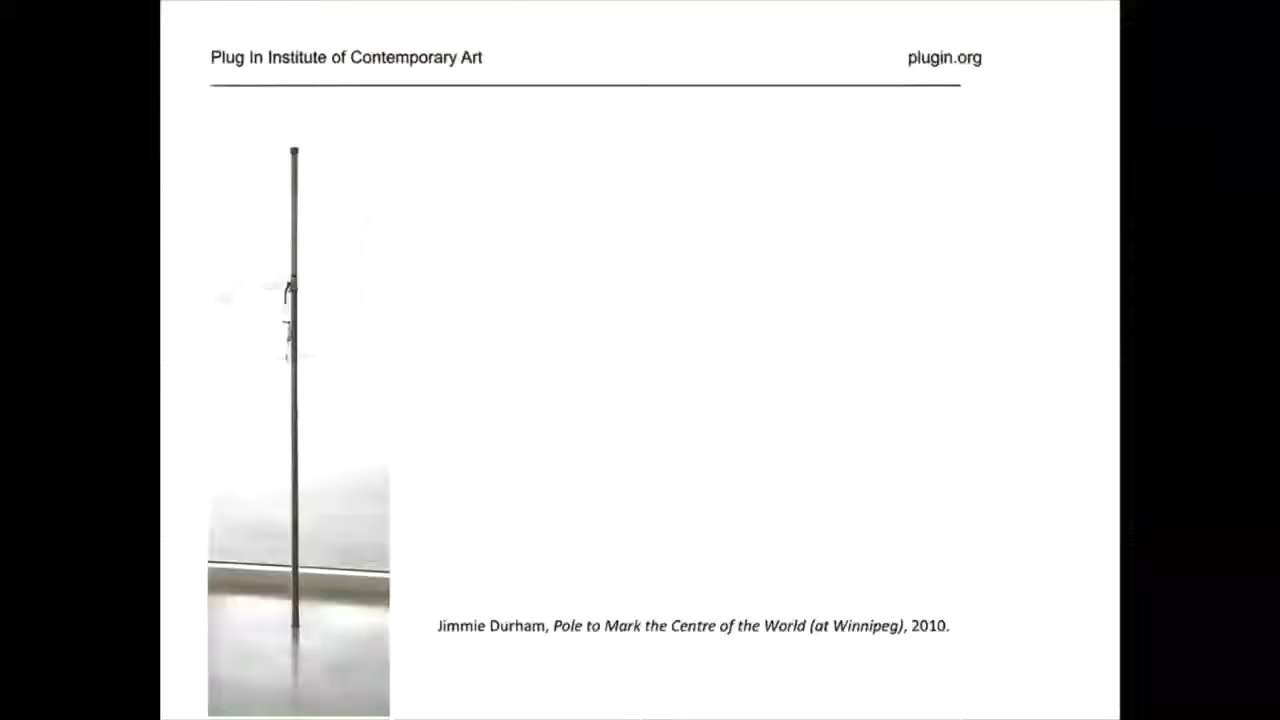 Plug In Institute of Contemporary Art
plugin.org
Jimmie Durham, Pole to Mark the Centre of the World (at Winnipeg), 2010.